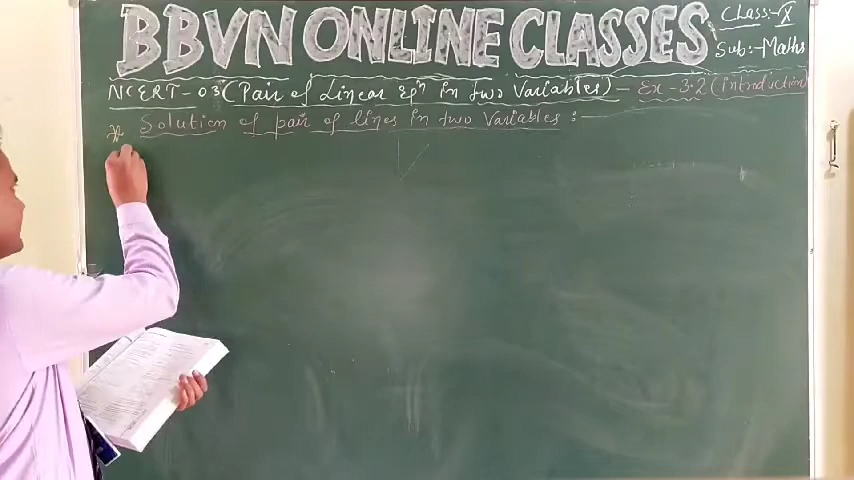 BBVN ONLINE CLASSES
Class:- X
Sub:- Maths
NCERT - 03 (Pair of Linear Eqn in two Variables) - Ex - 3.2 (introduction)
* Solution of pair of lines in two Variables :-